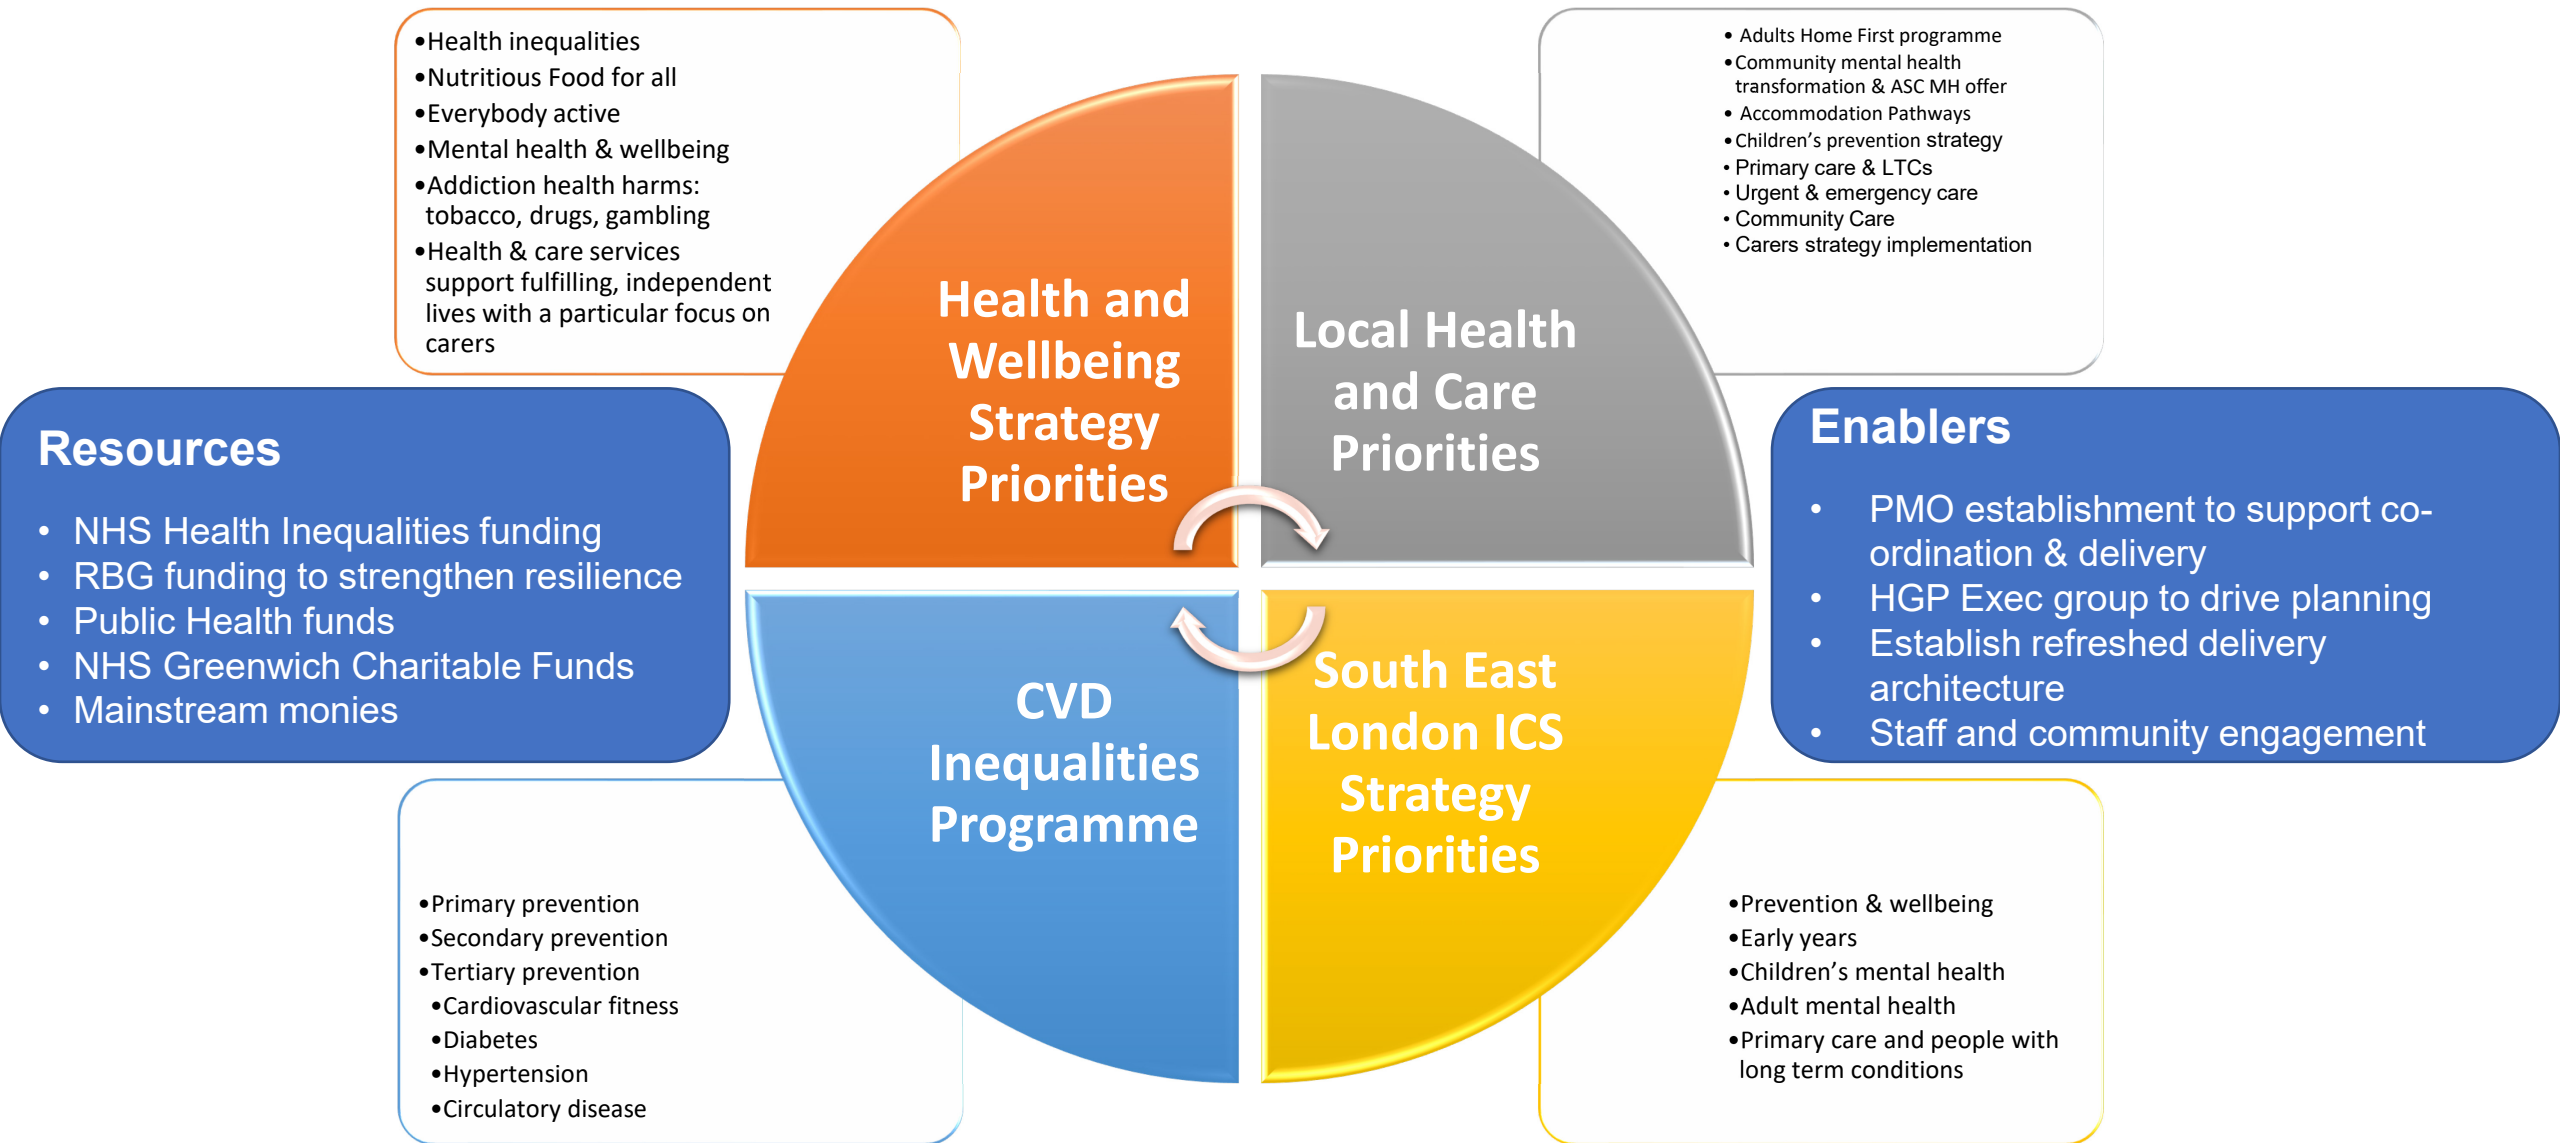 •Health inequalities
•Nutritious Food for all
•Everybody active
•Mental health & wellbeing
•Addiction health harms:
tobacco, drugs, gambling
•Health & care services
support fulfilling, independent
lives with a particular focus on
carers
• Adults Home First programme
•Community mental health
transformation & ASC MH offer
• Accommodation Pathways
•Children’s prevention strategy
• Primary care & LTCs
• Urgent & emergency care
• Community Care
• Carers strategy implementation
Health and
Wellbeing
Strategy
Priorities
Local Health
and Care
Priorities
Resources
• NHS Health Inequalities funding
• RBG funding to strengthen resilience
• Public Health funds
• NHS Greenwich Charitable Funds
• Mainstream monies
Enablers
• PMO establishment to support co-
ordination & delivery
• HGP Exec group to drive planning
• Establish refreshed delivery
architecture
• Staff and community engagement
CVD
Inequalities
Programme
South East
London ICS
Strategy
Priorities
•Primary prevention
•Secondary prevention
•Tertiary prevention
•Cardiovascular fitness
•Diabetes
•Hypertension
•Circulatory disease
•Prevention & wellbeing
•Early years
•Children’s mental health
•Adult mental health
•Primary care and people with
long term conditions